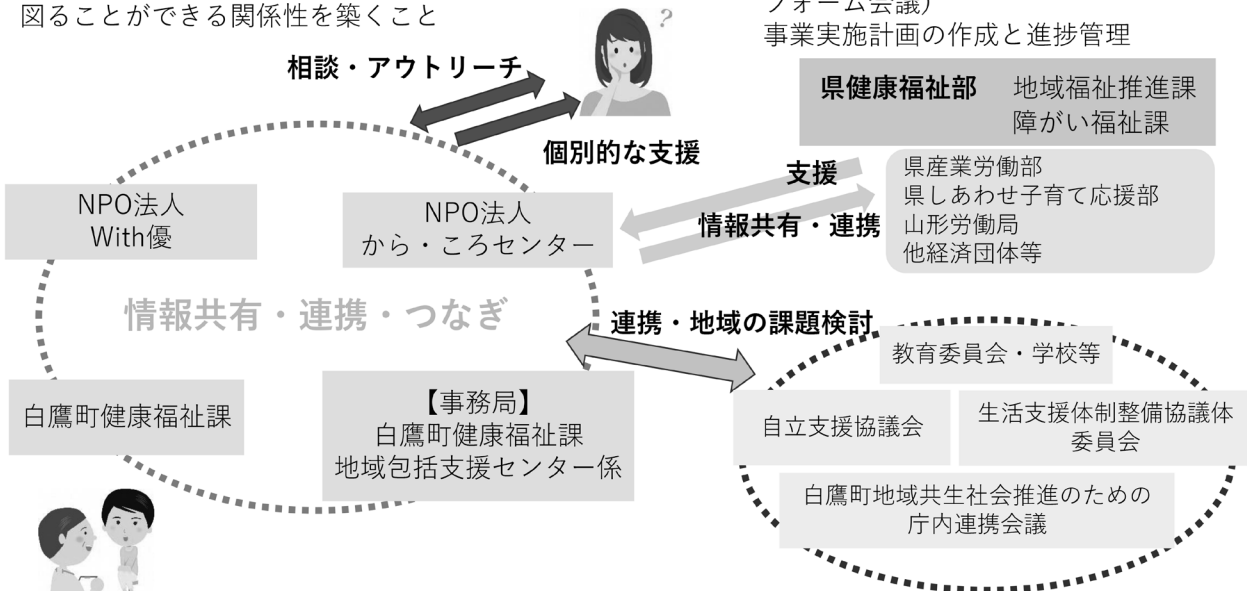 図ることができる関係性を築くこと
フォーム会議）
事業実施計画の作成と進捗管理
相談・アウトリーチ
?
個別的な支援
県健康福祉部 地域福祉推進課
障がい福祉課
支援
情報共有・連携
県産業労働部
県しあわせ子育て応援部
山形労働局
他経済団体等
NPO法人
With優
NPO法人
から・ころセンター
情報共有・連携・つなぎ
白鷹町健康福祉課
【事務局】
白鷹町健康福祉課
地域包括支援センター係
連携・地域の課題検討
教育委員会・学校等
自立支援協議会
生活支援体制整備協議体
委員会
白鷹町地域共生社会推進のための
庁内連携会議